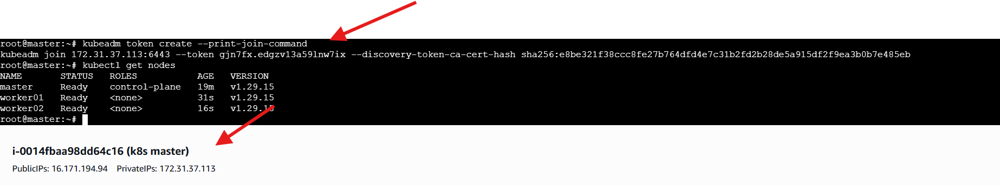 root@master:~# kubeadm token create --print-join-command
kubeadm join 172.31.37.113:6443 --token gjn7fx.edgzv13a59lnw7ix --discovery-token-ca-cert-hash sha256:e8be321f38ccc8fe27b764dfd4e7c31b2fd2b28de5a915df2f9ea3b0b7e485eb
root@master:~# kubectl get nodes
NAME STATUS ROLES AGE VERSION
master Ready control-plane 19m v1.29.15
worker01 Ready <none> 31s v1.29.15
worker02 Ready <none> 16s v1.29.15
root@master:~#
i-0014fbaa98dd64c16 (k8s master)
PublicIPs: 16.171.194.94 PrivateIPs: 172.31.37.113